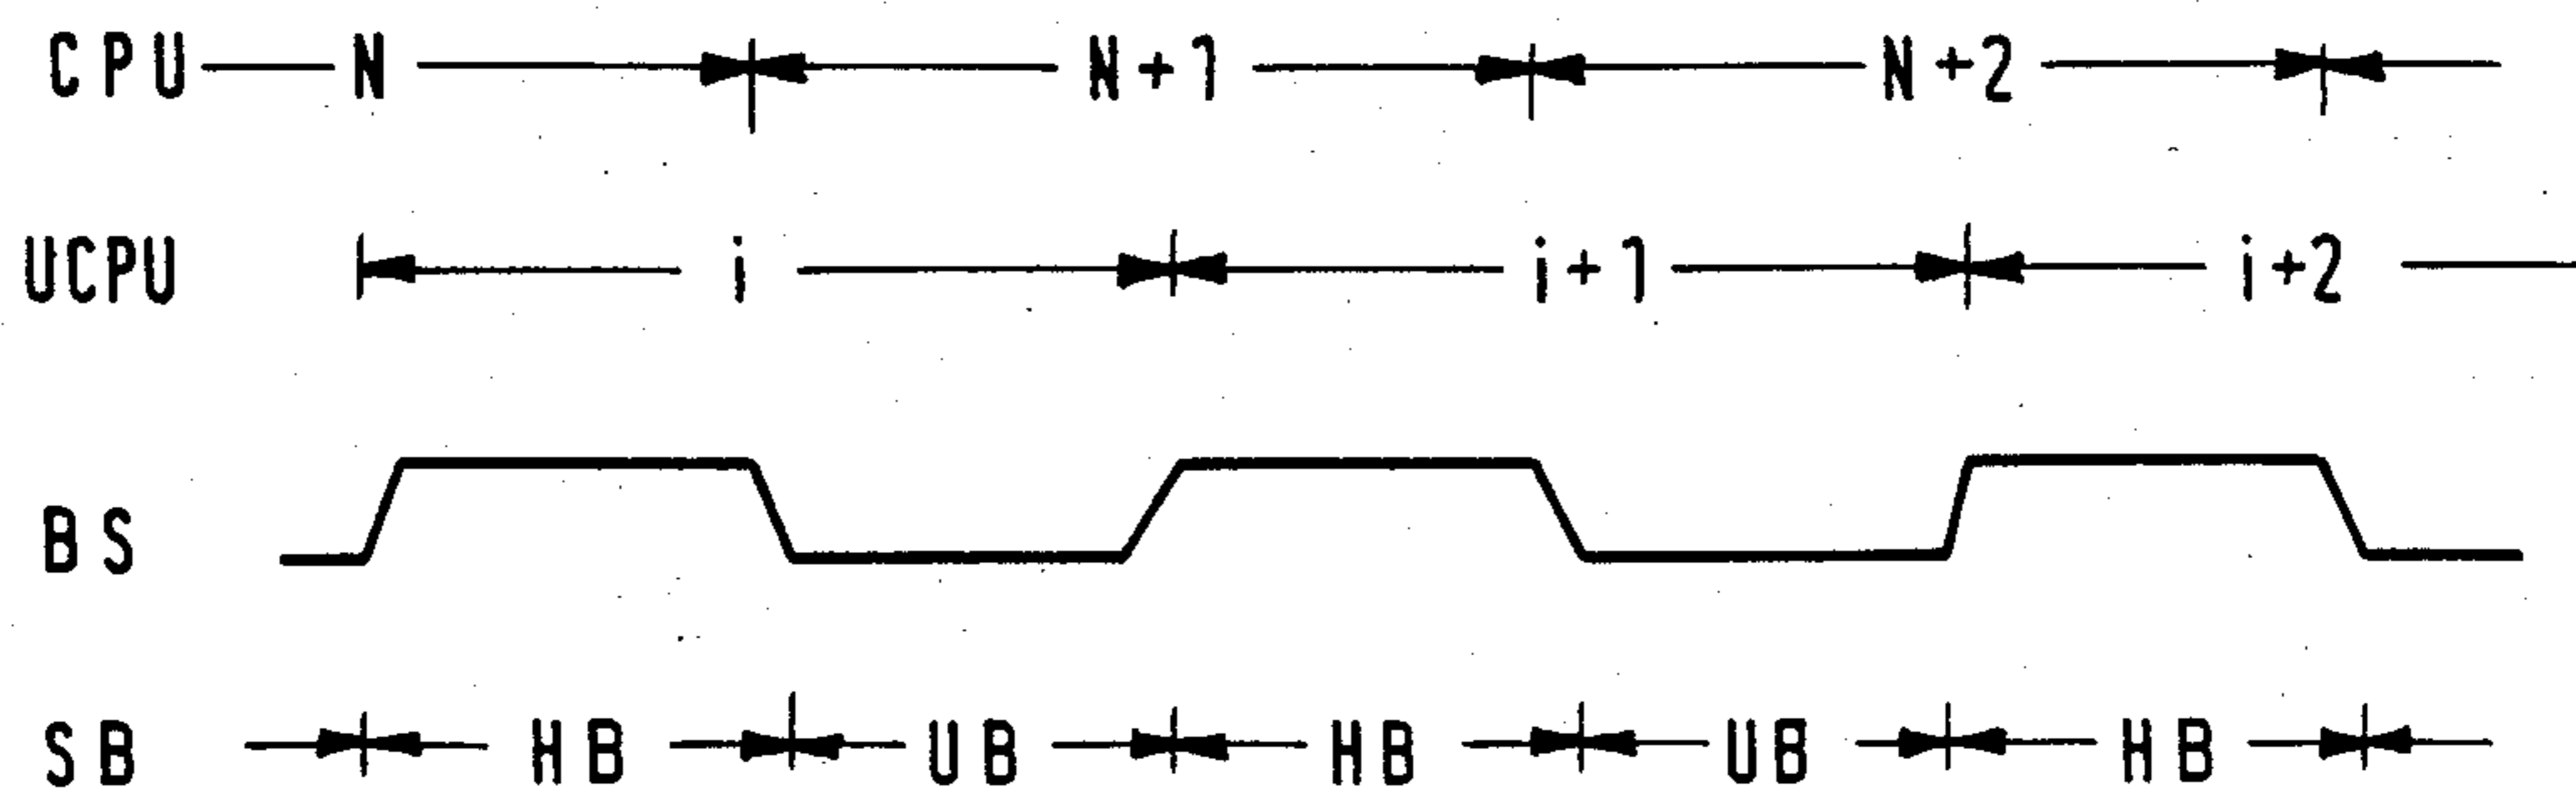 CPU N N+1 N+2
UCPU i i+1 i+2
BS
SB HB UB HB UB HB